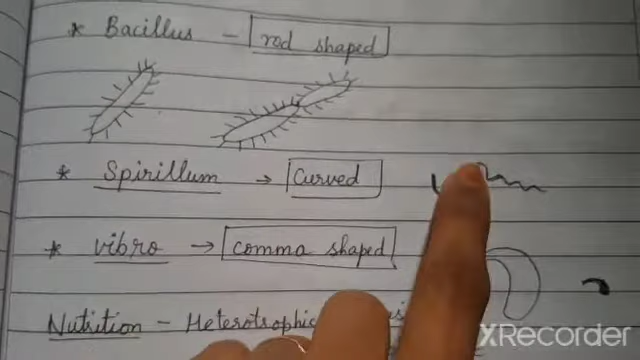 * Bacillus - rod shaped
* Spirillum → Curved
* vibro → comma shaped
Nutrition - Heterotrophic
XRecorder